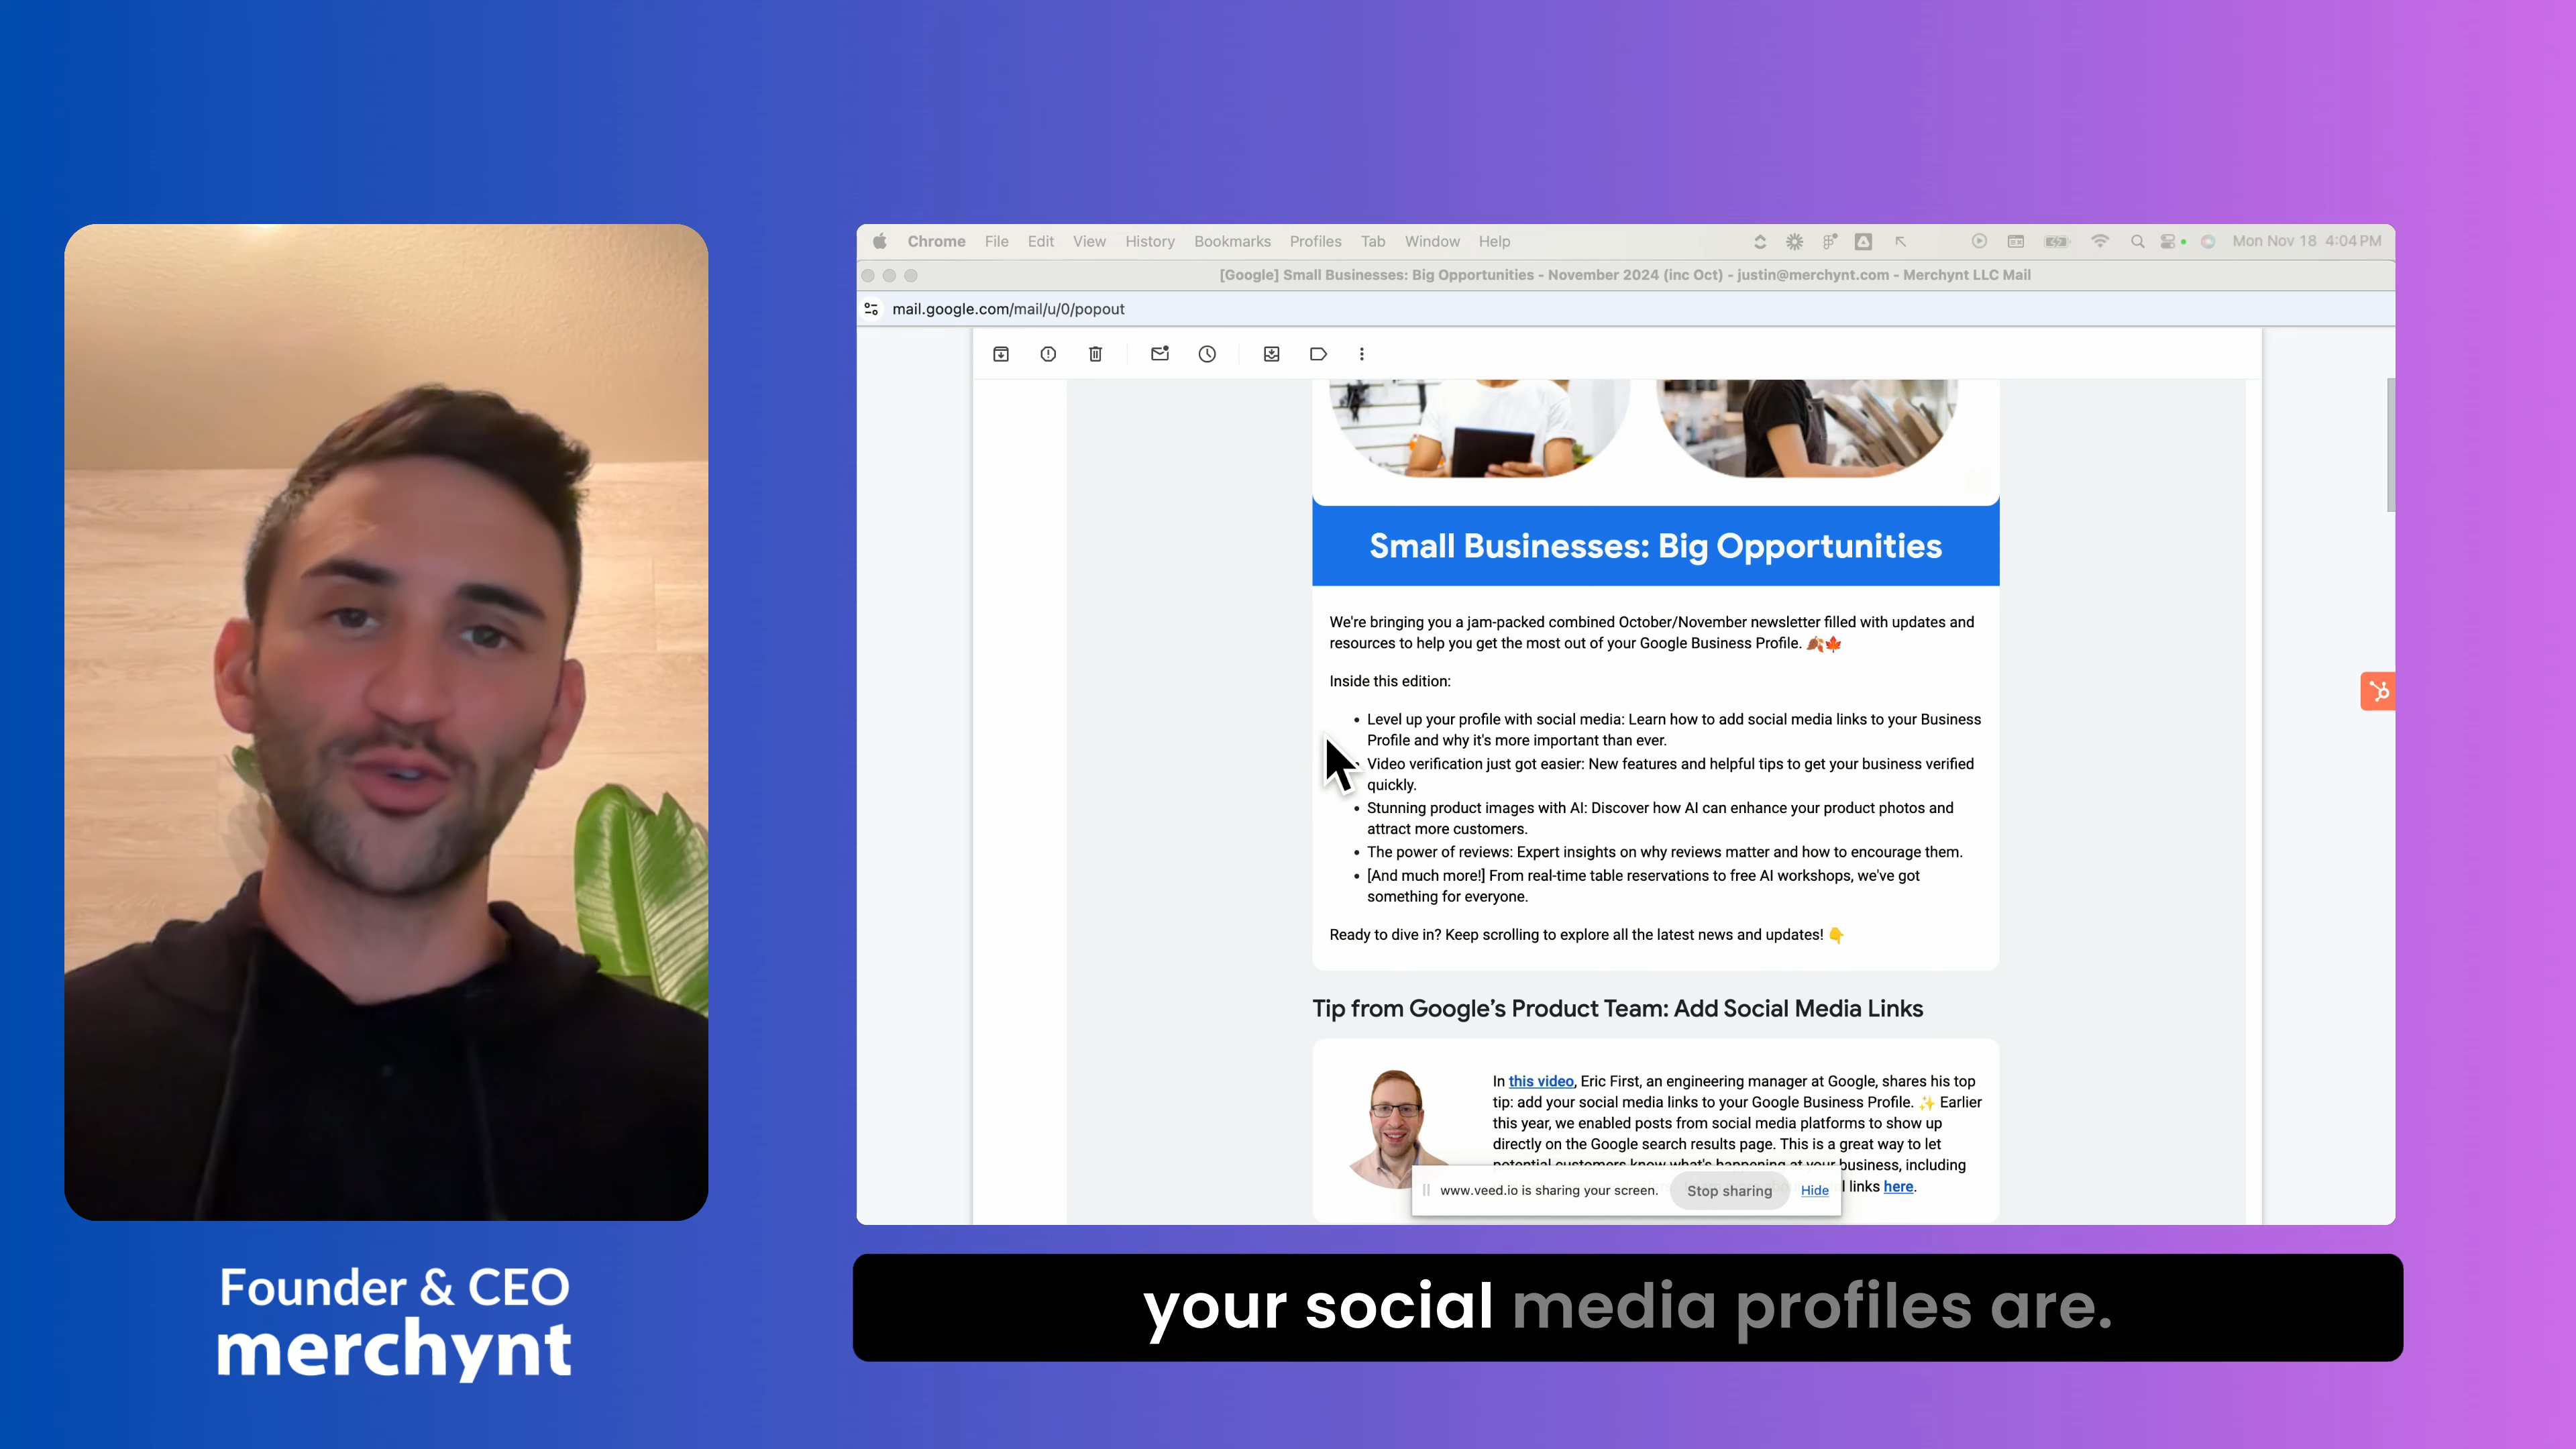 Chrome File Edit View History Bookmarks Profiles Tab Window Help Mon Nov 18 4:04 PM
[Google] Small Businesses: Big Opportunities - November 2024 (inc Oct) - justin@merchynt.com - Merchynt LLC Mail
mail.google.com/mail/u/0/popout
Small Businesses: Big Opportunities
We're bringing you a jam-packed combined October/November newsletter filled with updates and
resources to help you get the most out of your Google Business Profile. 🍂🍁
Inside this edition:
• Level up your profile with social media: Learn how to add social media links to your Business
Profile and why it's more important than ever.
• Video verification just got easier: New features and helpful tips to get your business verified
quickly.
• Stunning product images with AI: Discover how AI can enhance your product photos and
attract more customers.
• The power of reviews: Expert insights on why reviews matter and how to encourage them.
• [And much more!] From real-time table reservations to free AI workshops, we've got
something for everyone.
Ready to dive in? Keep scrolling to explore all the latest news and updates! 👇
Tip from Google's Product Team: Add Social Media Links
In this video, Eric First, an engineering manager at Google, shares his top
tip: add your social media links to your Google Business Profile. ✨ Earlier
this year, we enabled posts from social media platforms to show up
directly on the Google search results page. This is a great way to let
potential customers know what's happening at your business, including
links here.
www.veed.io is sharing your screen. Stop sharing Hide
your social media profiles are.
Founder & CEO
merchynt